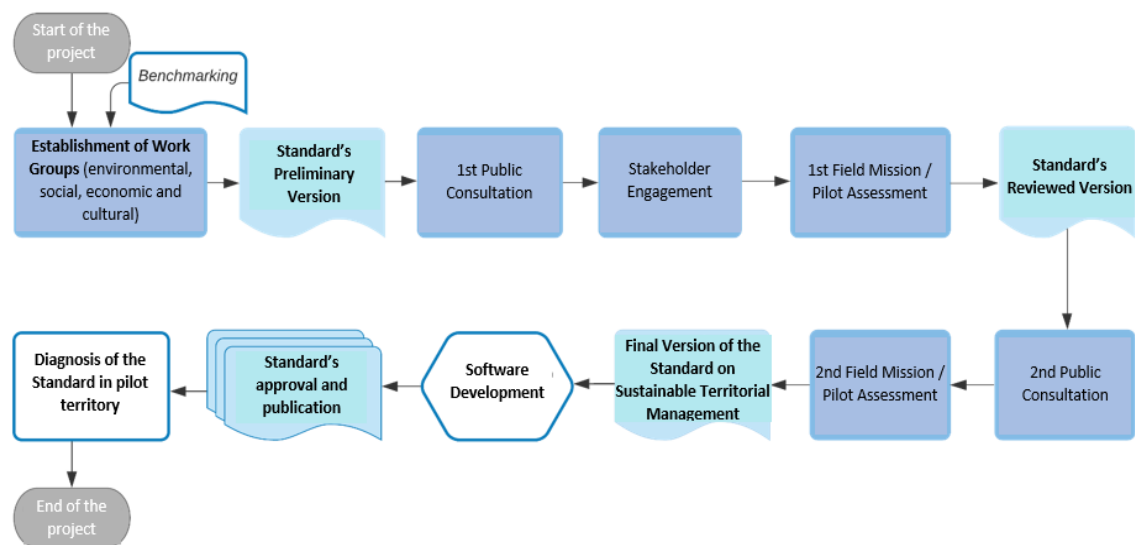 Start of the
project
Benchmarking
Establishment of Work
Groups (environmental,
social, economic and
cultural)
Standard's
Preliminary
Version
1st Public
Consultation
Stakeholder
Engagement
1st Field Mission /
Pilot Assessment
Standard's
Reviewed Version
Diagnosis of the
Standard in pilot
territory
Standard's
approval and
publication
Software
Development
Final Version of the
Standard on
Sustainable Territorial
Management
2nd Field Mission /
Pilot Assessment
2nd Public
Consultation
End of the
project